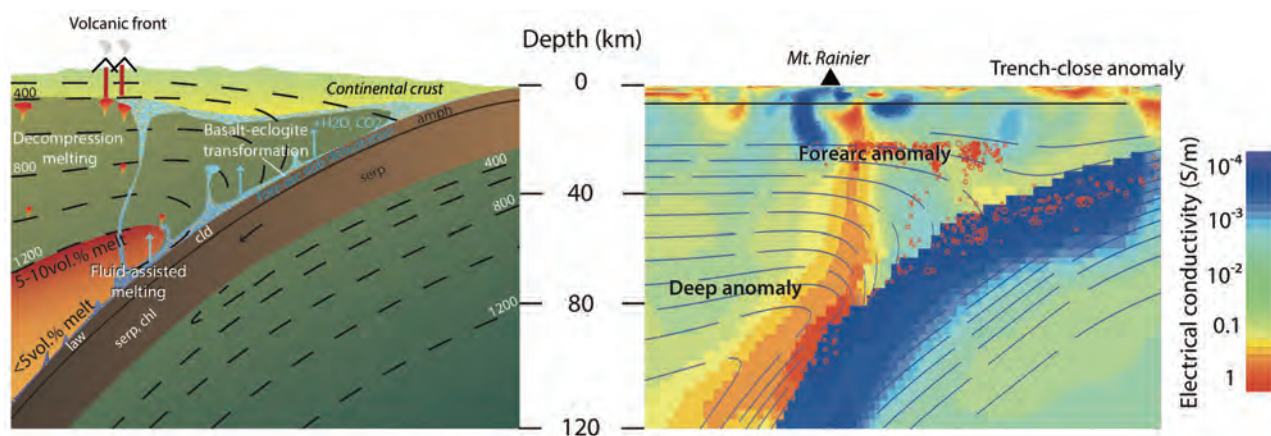 Volcanic front
Depth (km)
Mt. Rainier
Trench-close anomaly
0
40
80
120
400
Continental crust
H2O, CO2
Decompression
melting
Basalt-eclogite
transformation
amph
800
serp
400
800
1200
cld
1200
5-10vol.% melt
Fluid-assisted
melting
<5vol.% melt
law
serp, chl
Forearc anomaly
Deep anomaly
Electrical conductivity (S/m)
10-4
10-3
10-2
0.1
1